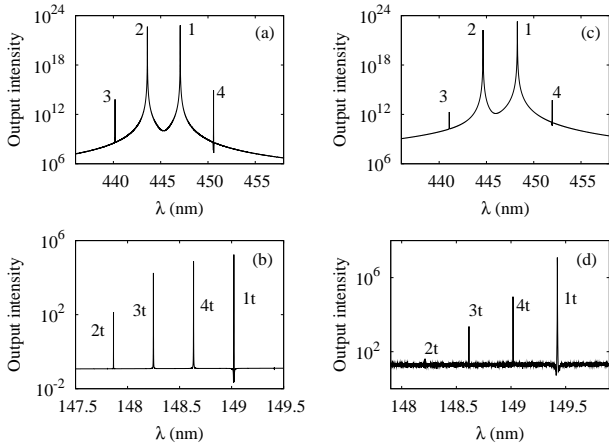 10^24
10^18
10^12
10^6
Output intensity
2
1
3
4
(a)
440
445
450
455
λ (nm)
10^24
10^18
10^12
10^6
Output intensity
2
1
3
4
(c)
440
445
450
455
λ (nm)
10^6
10^2
10^-2
Output intensity
2t
3t
4t
1t
(b)
147.5
148
148.5
149
149.5
λ (nm)
10^7
10^2
Output intensity
2t
3t
4t
1t
(d)
148
148.5
149
149.5
λ (nm)